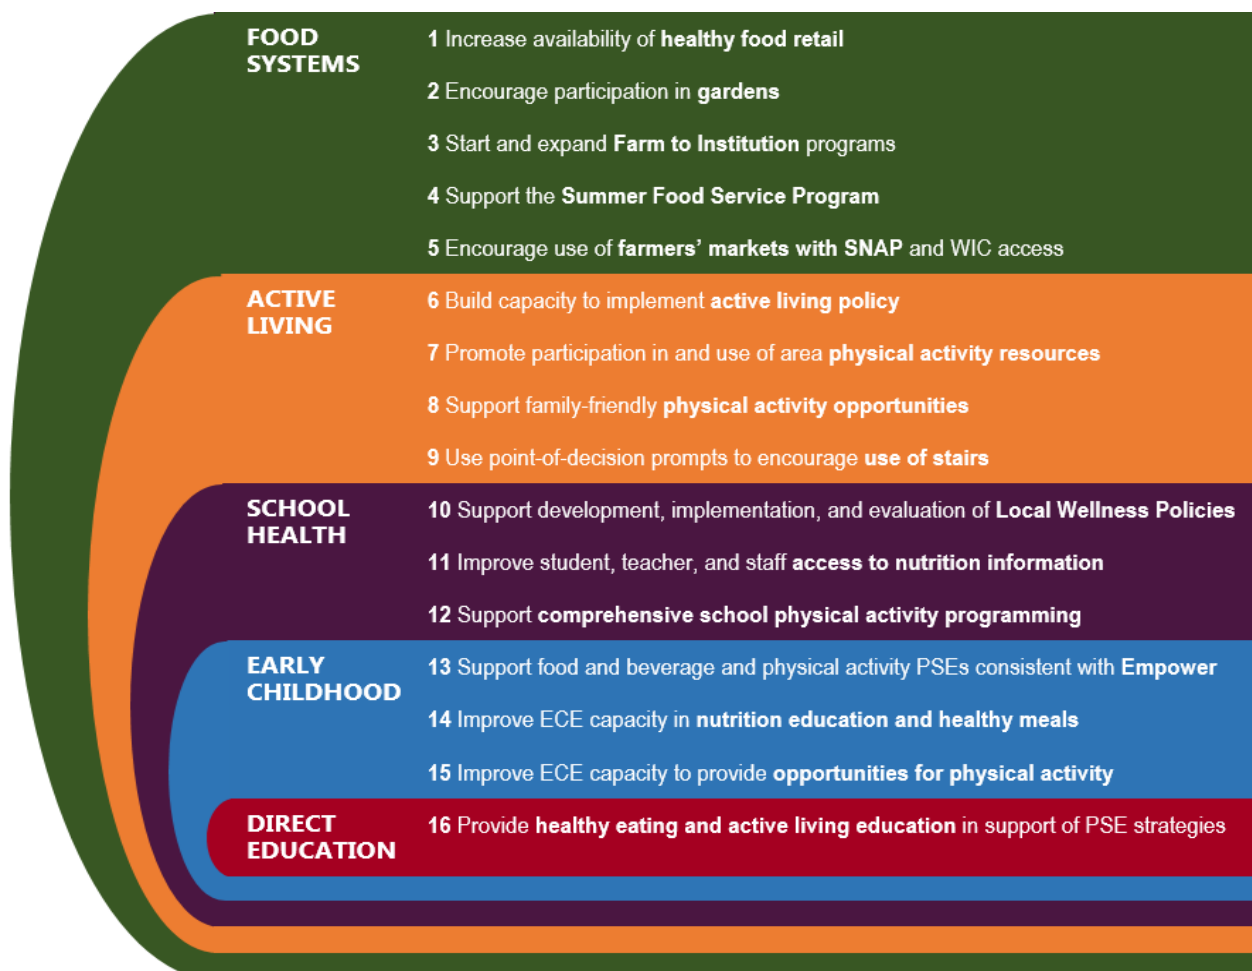 FOOD
SYSTEMS
1 Increase availability of healthy food retail
2 Encourage participation in gardens
3 Start and expand Farm to Institution programs
4 Support the Summer Food Service Program
5 Encourage use of farmers’ markets with SNAP and WIC access
ACTIVE
LIVING
6 Build capacity to implement active living policy
7 Promote participation in and use of area physical activity resources
8 Support family-friendly physical activity opportunities
9 Use point-of-decision prompts to encourage use of stairs
SCHOOL
HEALTH
10 Support development, implementation, and evaluation of Local Wellness Policies
11 Improve student, teacher, and staff access to nutrition information
12 Support comprehensive school physical activity programming
EARLY
CHILDHOOD
13 Support food and beverage and physical activity PSEs consistent with Empower
14 Improve ECE capacity in nutrition education and healthy meals
15 Improve ECE capacity to provide opportunities for physical activity
DIRECT
EDUCATION
16 Provide healthy eating and active living education in support of PSE strategies